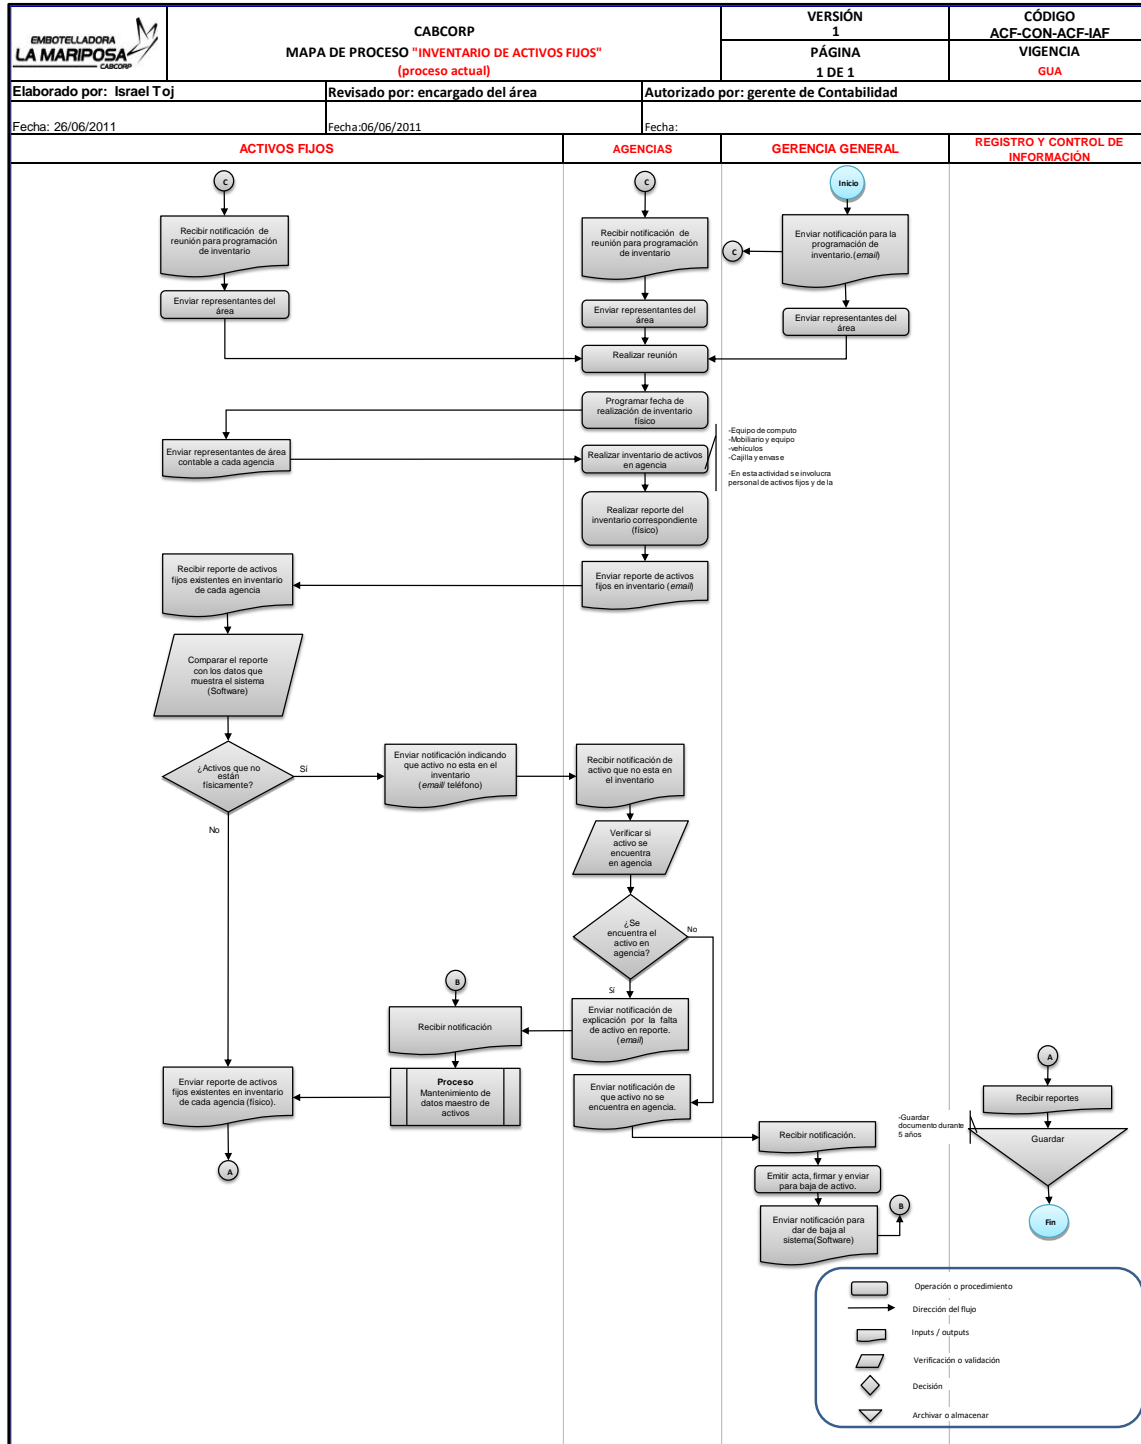 EMBOTELLADORA
LA MARIPOSA
CABCORP
CABCORP
MAPA DE PROCESO "INVENTARIO DE ACTIVOS FIJOS"
(proceso actual)
VERSIÓN
1
CÓDIGO
ACF-CON-ACF-IAF
PÁGINA
1 DE 1
VIGENCIA
GUA
Elaborado por: Israel Toj
Revisado por: encargado del área
Autorizado por: gerente de Contabilidad
Fecha: 26/06/2011
Fecha:06/06/2011
Fecha:
ACTIVOS FIJOS
AGENCIAS
GERENCIA GENERAL
REGISTRO Y CONTROL DE
INFORMACIÓN
C
C
Inicio
Recibir notificación de
reunión para programación
de inventario
Recibir notificación de
reunión para programación
de inventario
C
Enviar notificación para la
programación de
inventario.(email)
Enviar representantes del
área
Enviar representantes del
área
Enviar representantes del
área
Realizar reunión
Programar fecha de
realización de inventario
físico
Enviar representantes de área
contable a cada agencia
Realizar inventario de activos
en agencia
-Equipo de computo
-Mobiliario y equipo
-vehículos
-Cajilla y envase
-En esta actividad se involucra
personal de activos fijos y de la
Realizar reporte del
inventario correspondiente
(físico)
Recibir reporte de activos
fijos existentes en inventario
de cada agencia
Enviar reporte de activos
fijos en inventario (email)
Comparar el reporte
con los datos que
muestra el sistema
(Software)
¿Activos que no
están
físicamente?
Sí
No
Enviar notificación indicando
que activo no esta en el
inventario
(email/ teléfono)
Recibir notificación de
activo que no esta en
el inventario
Verificar si
activo se
encuentra
en agencia
¿Se
encuentra el
activo en
agencia?
No
Sí
B
Recibir notificación
Enviar notificación de
explicación por la falta
de activo en reporte.
(email)
Proceso
Mantenimiento de
datos maestro de
activos
Enviar reporte de activos
fijos existentes en inventario
de cada agencia (físico).
A
Enviar notificación de
que activo no se
encuentra en agencia.
Recibir notificación.
Emitir acta, firmar y enviar
para baja de activo.
Enviar notificación para
dar de baja al
sistema(Software)
B
A
Recibir reportes
-Guardar
documento durante
5 años
Guardar
Fin
Operación o procedimiento
Dirección del flujo
Inputs / outputs
Verificación o validación
Decisión
Archivar o almacenar